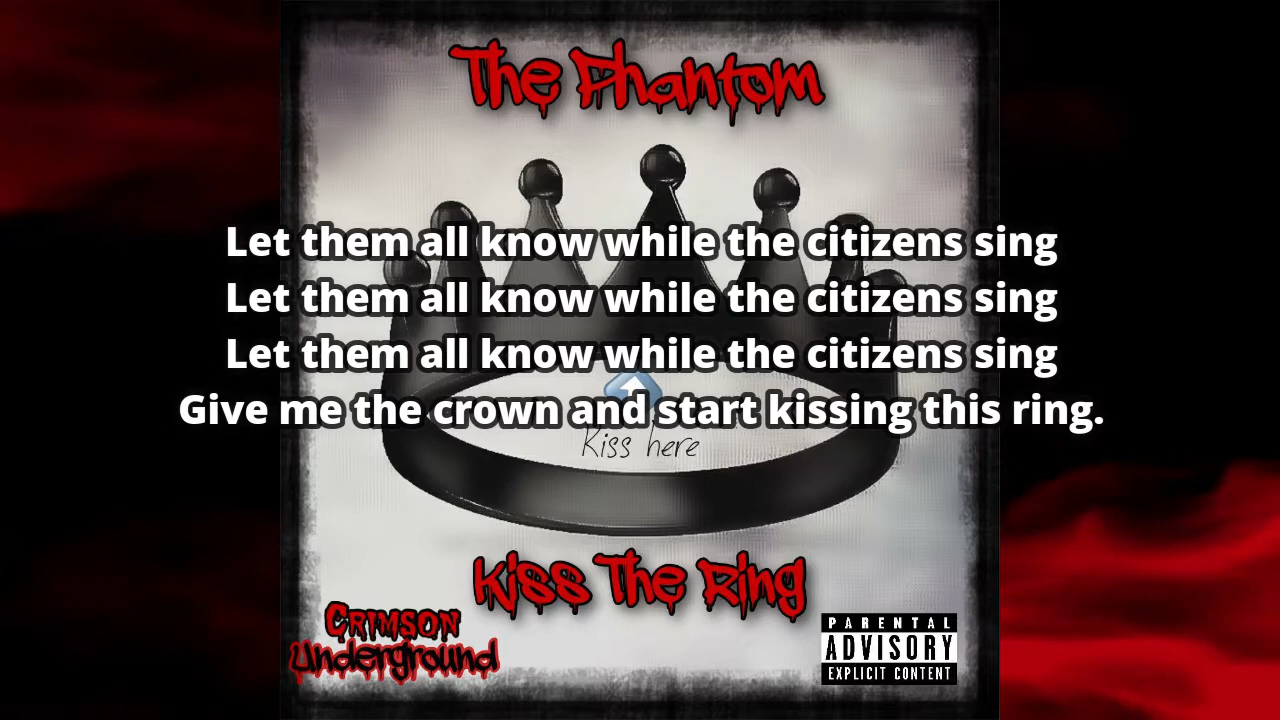 The Phantom
Let them all know while the citizens sing
Let them all know while the citizens sing
Let them all know while the citizens sing
Give me the crown and start kissing this ring.
Kiss here
Kiss The Ring
Crimson
Underground
PARENTAL
ADVISORY
EXPLICIT CONTENT